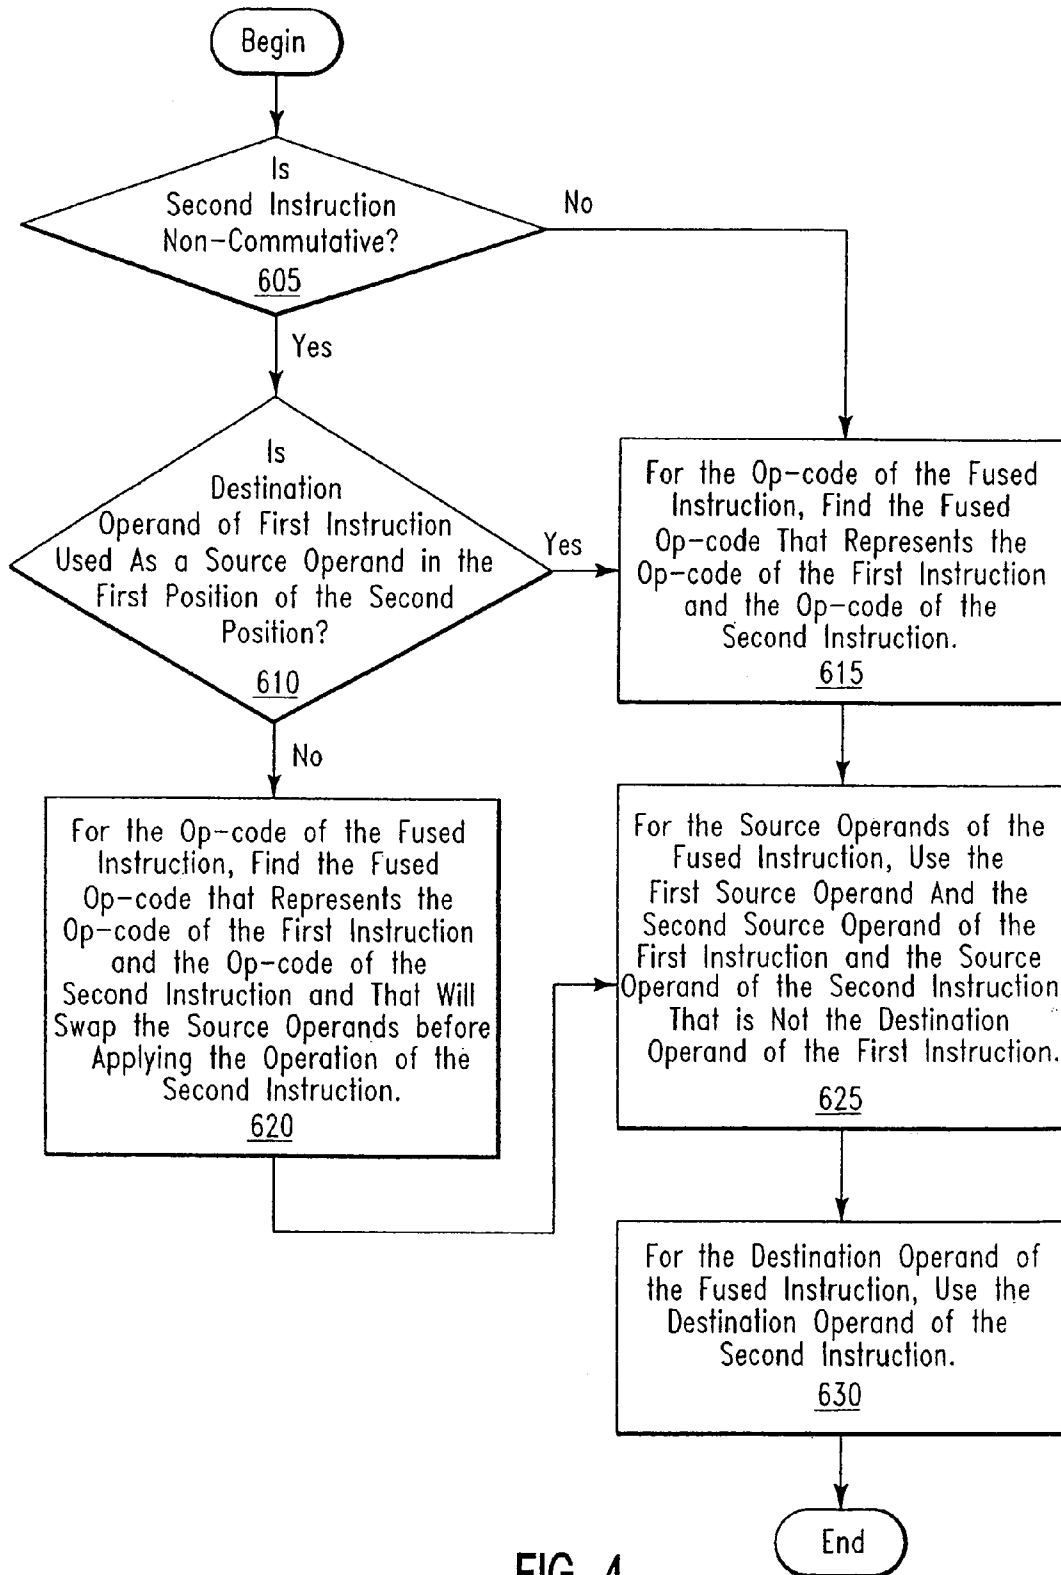 Begin
Is
Second Instruction
Non-Commutative?
605
No
Yes
Is
Destination
Operand of First Instruction
Used As a Source Operand in the
First Position of the Second
Position?
610
Yes
No
For the Op-code of the Fused
Instruction, Find the Fused
Op-code That Represents the
Op-code of the First Instruction
and the Op-code of the
Second Instruction.
615
For the Op-code of the Fused
Instruction, Find the Fused
Op-code that Represents the
Op-code of the First Instruction
and the Op-code of the
Second Instruction and That Will
Swap the Source Operands before
Applying the Operation of the
Second Instruction.
620
For the Source Operands of the
Fused Instruction, Use the
First Source Operand And the
Second Source Operand of the
First Instruction and the Source
Operand of the Second Instruction
That is Not the Destination
Operand of the First Instruction.
625
For the Destination Operand of
the Fused Instruction, Use the
Destination Operand of the
Second Instruction.
630
End
FIG. 4